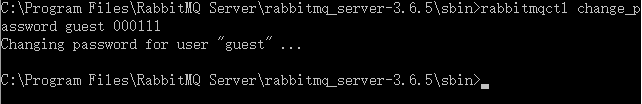 C:\Program Files\RabbitMQ Server\rabbitmq_server-3.6.5\sbin>rabbitmqctl change_p
assword guest 000111
Changing password for user "guest" ...
C:\Program Files\RabbitMQ Server\rabbitmq_server-3.6.5\sbin>